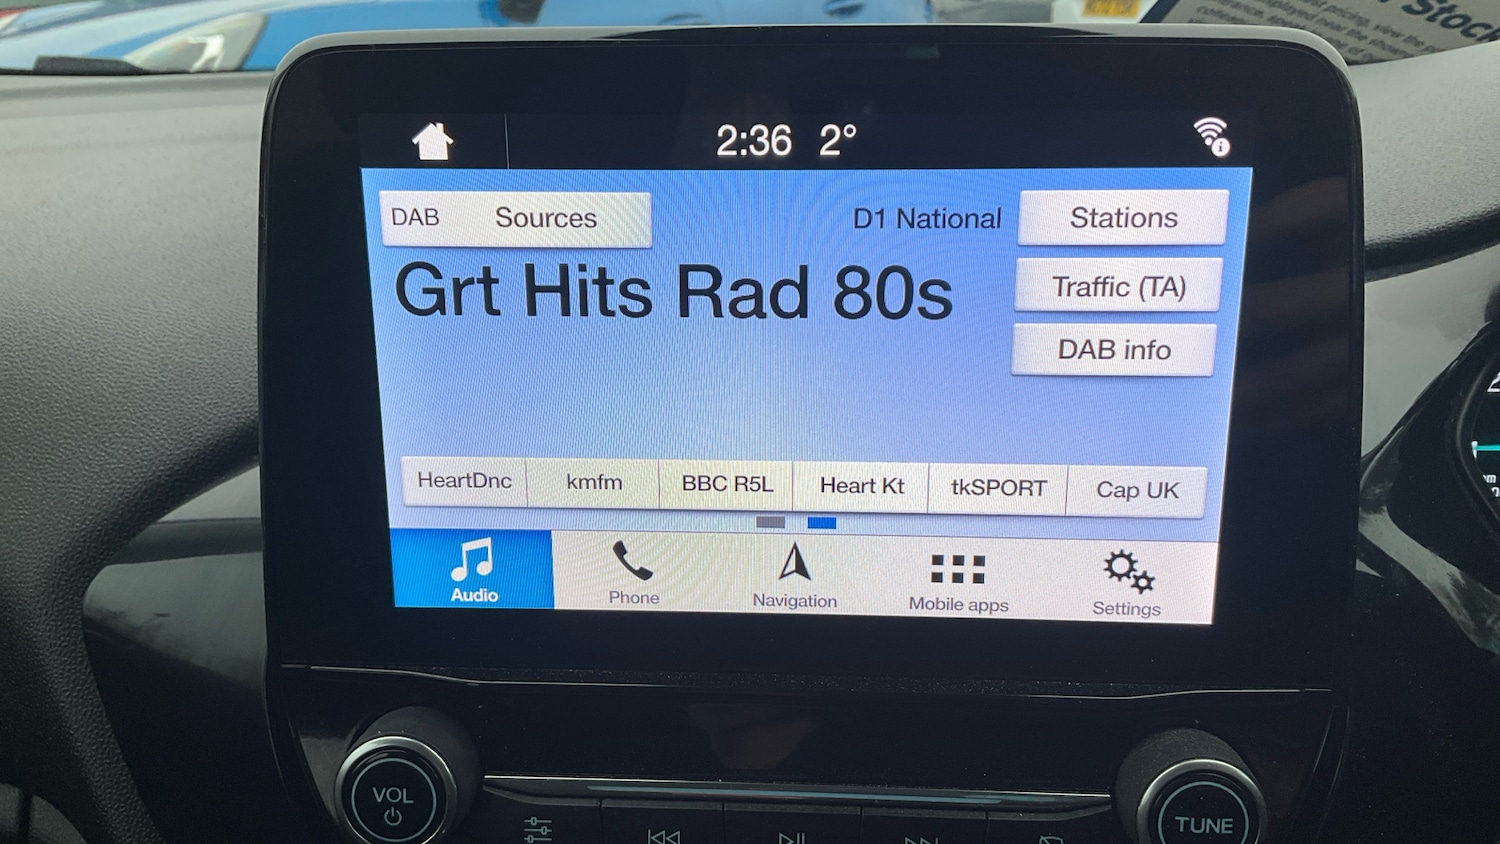 Stock
2:36 2°
DAB Sources
D1 National
Stations
Grt Hits Rad 80s
Traffic (TA)
DAB info
HeartDnc
kmfm
BBC R5L
Heart Kt
tkSPORT
Cap UK
Audio
Phone
Navigation
Mobile apps
Settings
VOL
TUNE